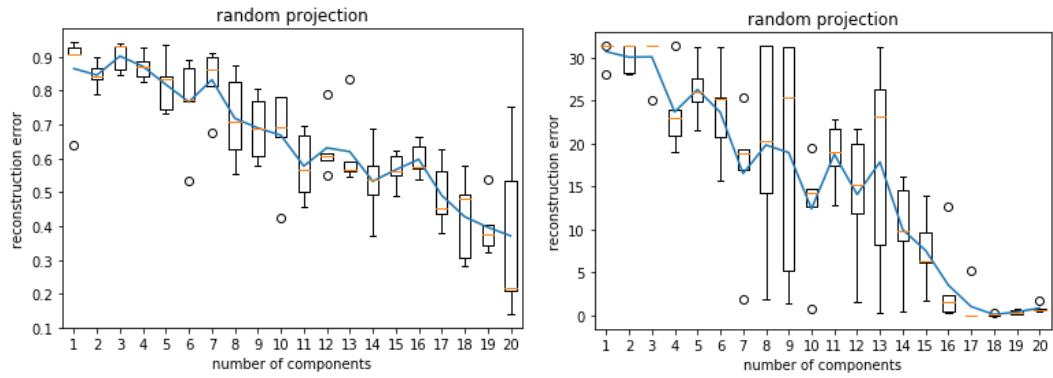 random projection
reconstruction error
0.9
0.8
0.7
0.6
0.5
0.4
0.3
0.2
0.1
1 2 3 4 5 6 7 8 9 10 11 12 13 14 15 16 17 18 19 20
number of components
random projection
reconstruction error
30
25
20
15
10
5
0
1 2 3 4 5 6 7 8 9 10 11 12 13 14 15 16 17 18 19 20
number of components